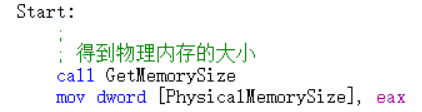 Start:
;
; 得到物理内存的大小
call GetMemorySize
mov dword [PhysicalMemorySize], eax